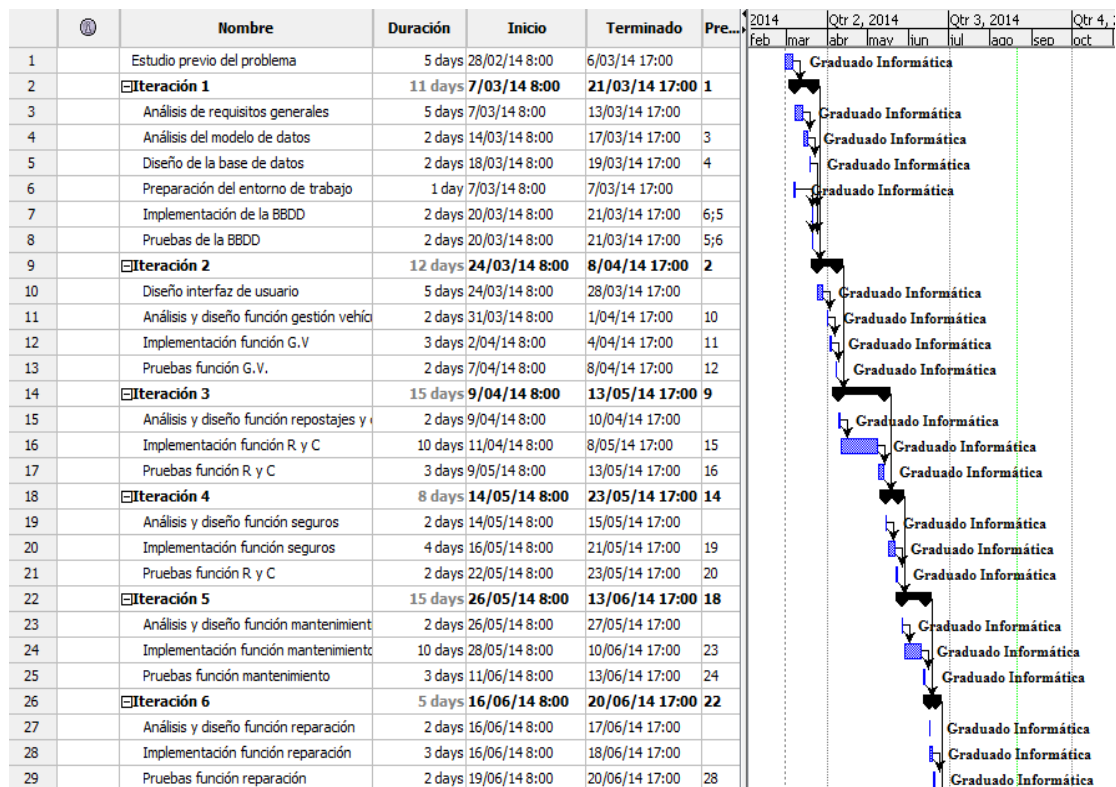 Nombre Duración Inicio Terminado Pre... 2014 Qtr 2, 2014 Qtr 3, 2014 Qtr 4,
feb mar abr may jun jul ago sep oct
1 Estudio previo del problema 5 days 28/02/14 8:00 6/03/14 17:00 Graduado Informática
2 Iteración 1 11 days 7/03/14 8:00 21/03/14 17:00 1
3 Análisis de requisitos generales 5 days 7/03/14 8:00 13/03/14 17:00 Graduado Informática
4 Análisis del modelo de datos 2 days 14/03/14 8:00 17/03/14 17:00 3 Graduado Informática
5 Diseño de la base de datos 2 days 18/03/14 8:00 19/03/14 17:00 4 Graduado Informática
6 Preparación del entorno de trabajo 1 day 7/03/14 8:00 7/03/14 17:00 Graduado Informática
7 Implementación de la BBDD 2 days 20/03/14 8:00 21/03/14 17:00 6;5
8 Pruebas de la BBDD 2 days 20/03/14 8:00 21/03/14 17:00 5;6
9 Iteración 2 12 days 24/03/14 8:00 8/04/14 17:00 2
10 Diseño interfaz de usuario 5 days 24/03/14 8:00 28/03/14 17:00 Graduado Informática
11 Análisis y diseño función gestión vehíc 2 days 31/03/14 8:00 1/04/14 17:00 10 Graduado Informática
12 Implementación función G.V 3 days 2/04/14 8:00 4/04/14 17:00 11 Graduado Informática
13 Pruebas función G.V. 2 days 7/04/14 8:00 8/04/14 17:00 12 Graduado Informática
14 Iteración 3 15 days 9/04/14 8:00 13/05/14 17:00 9
15 Análisis y diseño función repostajes y 2 days 9/04/14 8:00 10/04/14 17:00 Graduado Informática
16 Implementación función R y C 10 days 11/04/14 8:00 8/05/14 17:00 15 Graduado Informática
17 Pruebas función R y C 3 days 9/05/14 8:00 13/05/14 17:00 16 Graduado Informática
18 Iteración 4 8 days 14/05/14 8:00 23/05/14 17:00 14
19 Análisis y diseño función seguros 2 days 14/05/14 8:00 15/05/14 17:00 Graduado Informática
20 Implementación función seguros 4 days 16/05/14 8:00 21/05/14 17:00 19 Graduado Informática
21 Pruebas función R y C 2 days 22/05/14 8:00 23/05/14 17:00 20 Graduado Informática
22 Iteración 5 15 days 26/05/14 8:00 13/06/14 17:00 18
23 Análisis y diseño función mantenimient 2 days 26/05/14 8:00 27/05/14 17:00 Graduado Informática
24 Implementación función mantenimiento 10 days 28/05/14 8:00 10/06/14 17:00 23 Graduado Informática
25 Pruebas función mantenimiento 3 days 11/06/14 8:00 13/06/14 17:00 24 Graduado Informática
26 Iteración 6 5 days 16/06/14 8:00 20/06/14 17:00 22
27 Análisis y diseño función reparación 2 days 16/06/14 8:00 17/06/14 17:00 Graduado Informática
28 Implementación función reparación 3 days 16/06/14 8:00 18/06/14 17:00 Graduado Informática
29 Pruebas función reparación 2 days 19/06/14 8:00 20/06/14 17:00 28 Graduado Informática